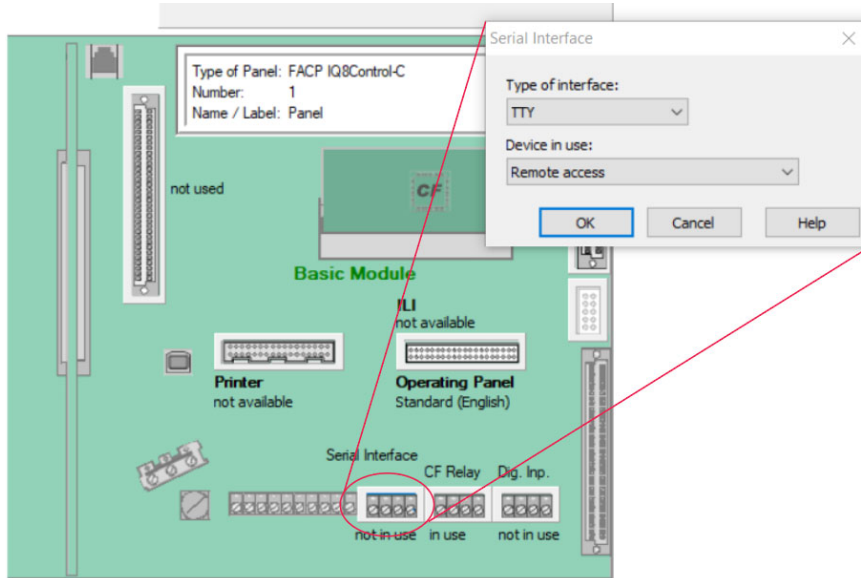 Type of Panel: FACP IQ8Control-C
Number: 1
Name / Label: Panel
Serial Interface
Type of interface:
TTY
Device in use:
Remote access
OK Cancel Help
not used
CF
Basic Module
ILI
not available
Printer
not available
Operating Panel
Standard (English)
Serial Interface
CF Relay
Dig. Inp.
not in use
in use
not in use